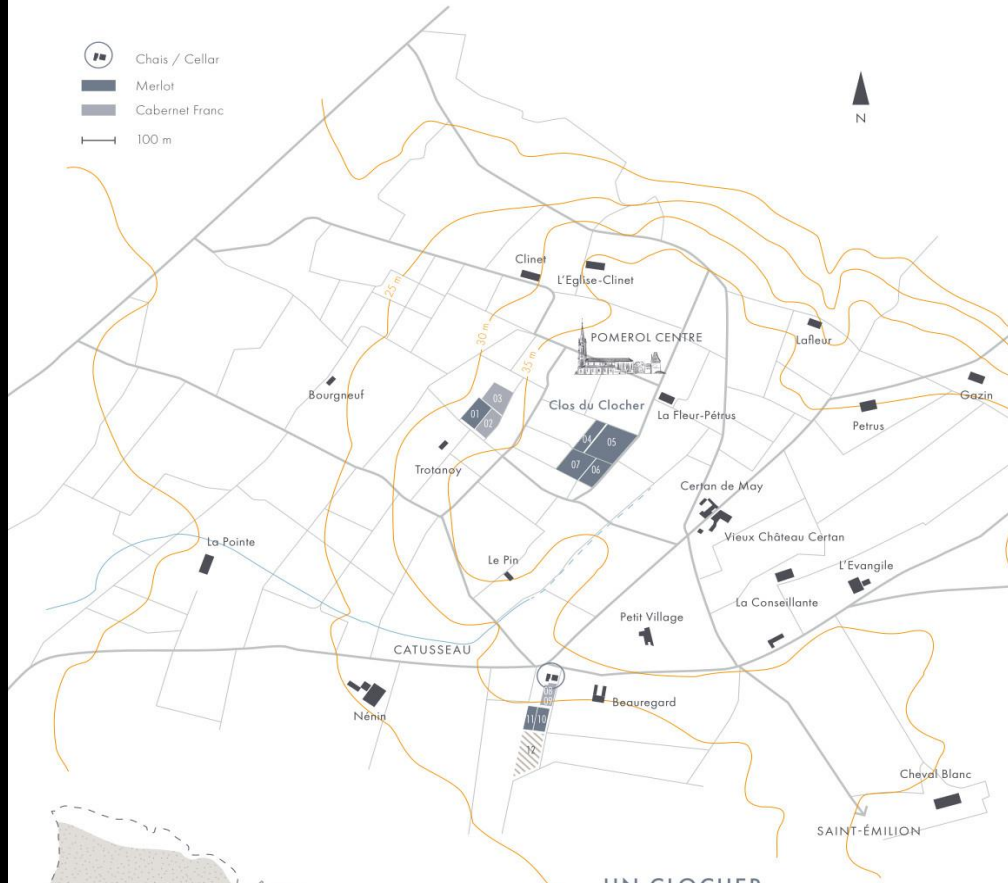 Chais / Cellar
Merlot
Cabernet Franc
100 m
N
Clinet
L'Eglise-Clinet
25 m
30 m
35 m
POMEROL CENTRE
Lafleur
Bourgneuf
03
01
02
Clos du Clocher
La Fleur-Pétrus
Gazin
Petrus
04
05
07
06
Trotanoy
Certan de May
Vieux Château Certan
La Pointe
Le Pin
L'Evangile
La Conseillante
Petit Village
CATUSSEAU
Nénin
08
09
Beauregard
11
10
12
Cheval Blanc
SAINT-ÉMILION
UN CLOCHER